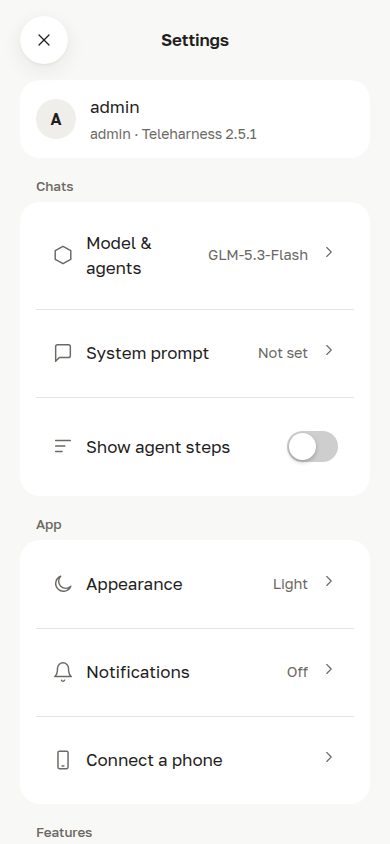 Settings
A
admin
admin · Teleharness 2.5.1
Chats
Model &
agents
GLM-5.3-Flash
System prompt
Not set
Show agent steps
App
Appearance
Light
Notifications
Off
Connect a phone
Features